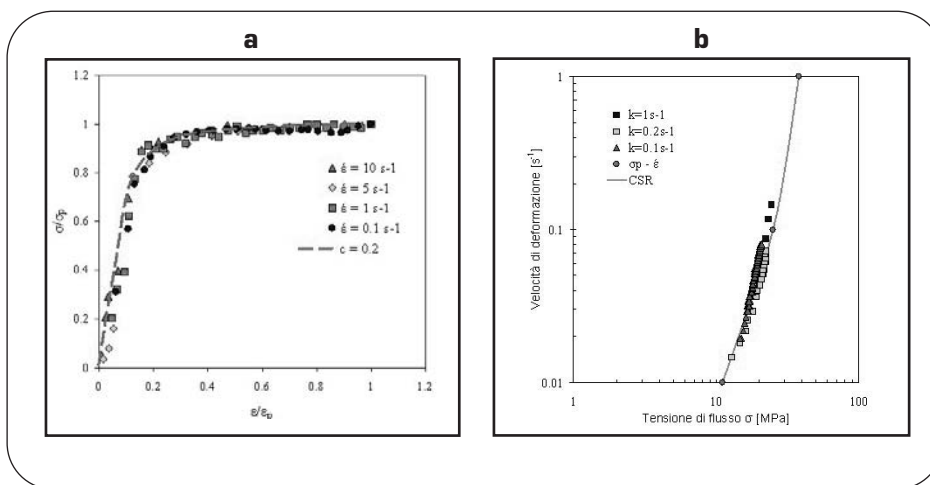 a
1.2
1
0.8
0.6
0.4
0.2
0
σ/σp
0 0.2 0.4 0.6 0.8 1 1.2
ε/εp
έ = 10 s-1
έ = 5 s-1
έ = 1 s-1
έ = 0.1 s-1
c = 0.2
b
1
0.1
0.01
Velocità di deformazione [s⁻¹]
k=1s-1
k=0.2s-1
k=0.1s-1
σp - έ
CSR
1 10 100
Tensione di flusso σ [MPa]